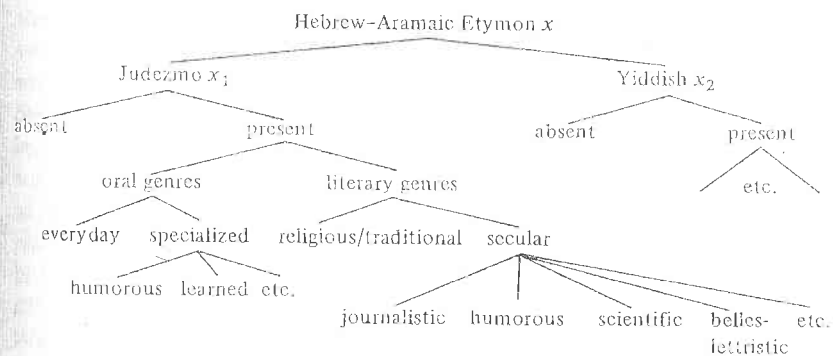 Hebrew-Aramaic Etymon x
Judezmo x₁ Yiddish x₂
absent present absent present
oral genres literary genres etc.
everyday specialized religious/traditional secular
humorous learned etc.
journalistic humorous scientific belles- etc.
lettristic